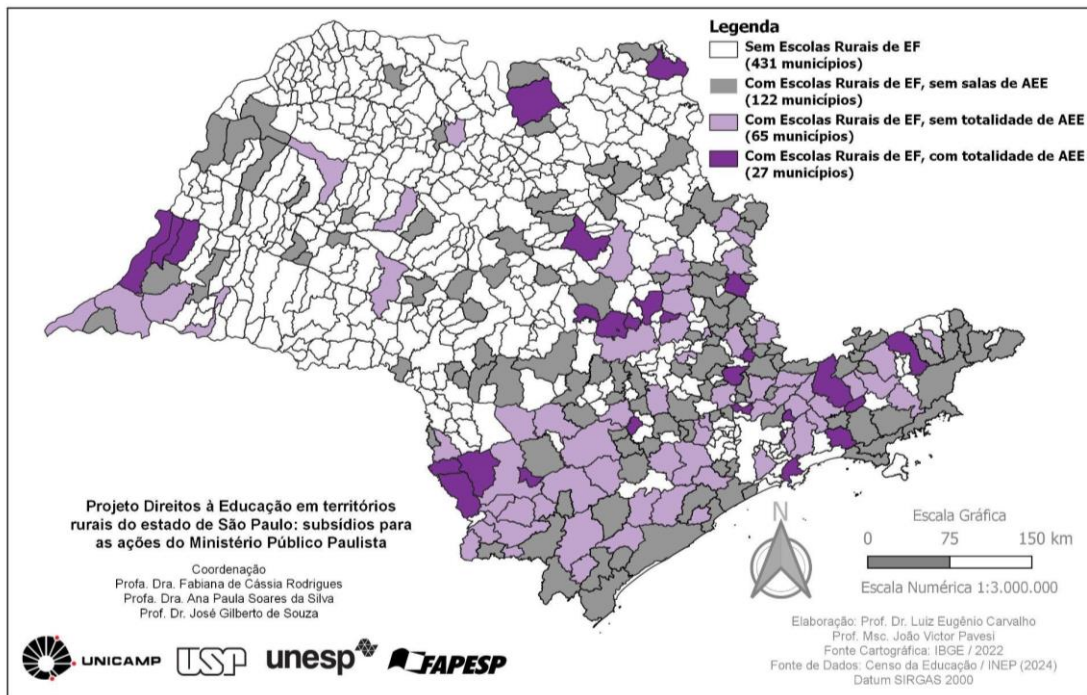 Legenda
Sem Escolas Rurais de EF
(431 municípios)
Com Escolas Rurais de EF, sem salas de AEE
(122 municípios)
Com Escolas Rurais de EF, sem totalidade de AEE
(65 municípios)
Com Escolas Rurais de EF, com totalidade de AEE
(27 municípios)
Projeto Direitos à Educação em territórios
rurais do estado de São Paulo: subsídios para
as ações do Ministério Público Paulista
Coordenação
Profa. Dra. Fabiana de Cássia Rodrigues
Profa. Dra. Ana Paula Soares da Silva
Prof. Dr. José Gilberto de Souza
UNICAMP
USP
unesp
FAPESP
N
Escala Gráfica
0 75 150 km
Escala Numérica 1:3.000.000
Elaboração: Prof. Dr. Luiz Eugênio Carvalho
Prof. Msc. João Victor Pavesi
Fonte Cartográfica: IBGE / 2022
Fonte de Dados: Censo da Educação / INEP (2024)
Datum SIRGAS 2000